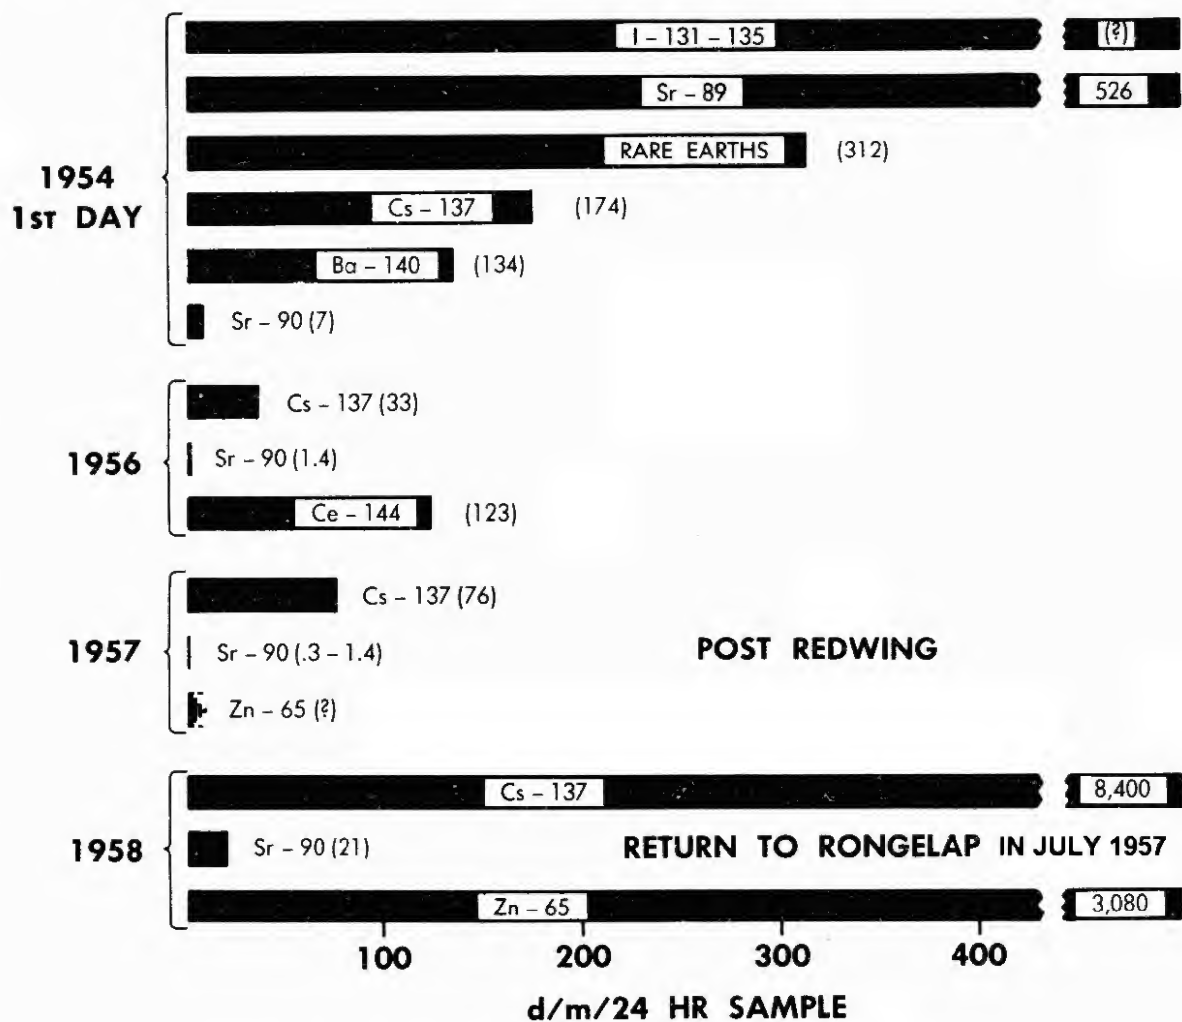 I – 131 – 135 (?)
Sr – 89 526
RARE EARTHS (312)
1954
1ST DAY
Cs – 137 (174)
Ba – 140 (134)
Sr – 90 (7)
Cs – 137 (33)
1956
Sr – 90 (1.4)
Ce – 144 (123)
Cs – 137 (76)
1957
Sr – 90 (.3 – 1.4)
POST REDWING
Zn – 65 (?)
Cs – 137 8,400
1958
Sr – 90 (21)
RETURN TO RONGELAP IN JULY 1957
Zn – 65 3,080
100 200 300 400
d/m/24 HR SAMPLE